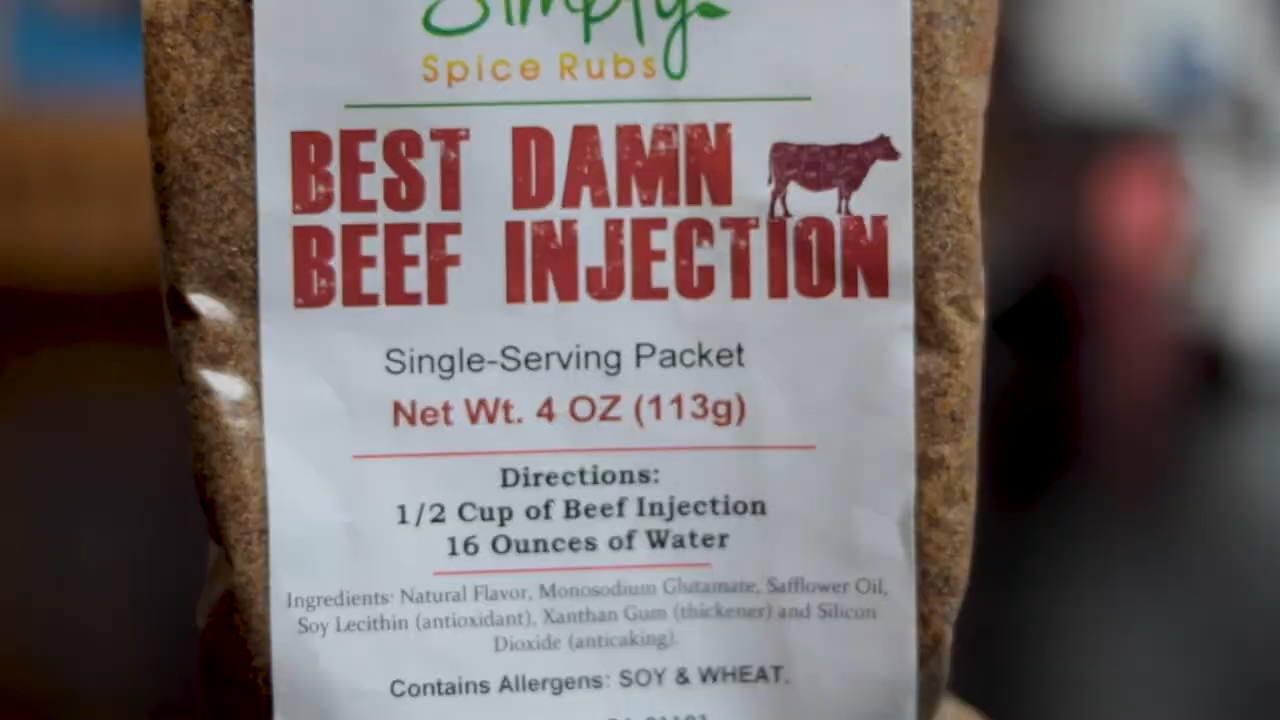 Simply
Spice Rubs
BEST DAMN
BEEF INJECTION
Single-Serving Packet
Net Wt. 4 OZ (113g)
Directions:
1/2 Cup of Beef Injection
16 Ounces of Water
Ingredients: Natural Flavor, Monosodium Glutamate, Safflower Oil,
Soy Lecithin (antioxidant), Xanthan Gum (thickener) and Silicon
Dioxide (anticaking).
Contains Allergens: SOY & WHEAT.